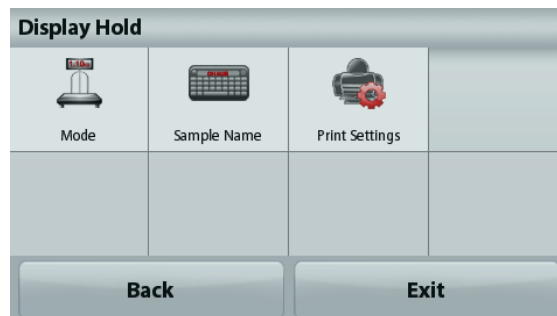 Display Hold
Mode
Sample Name
Print Settings
Back
Exit